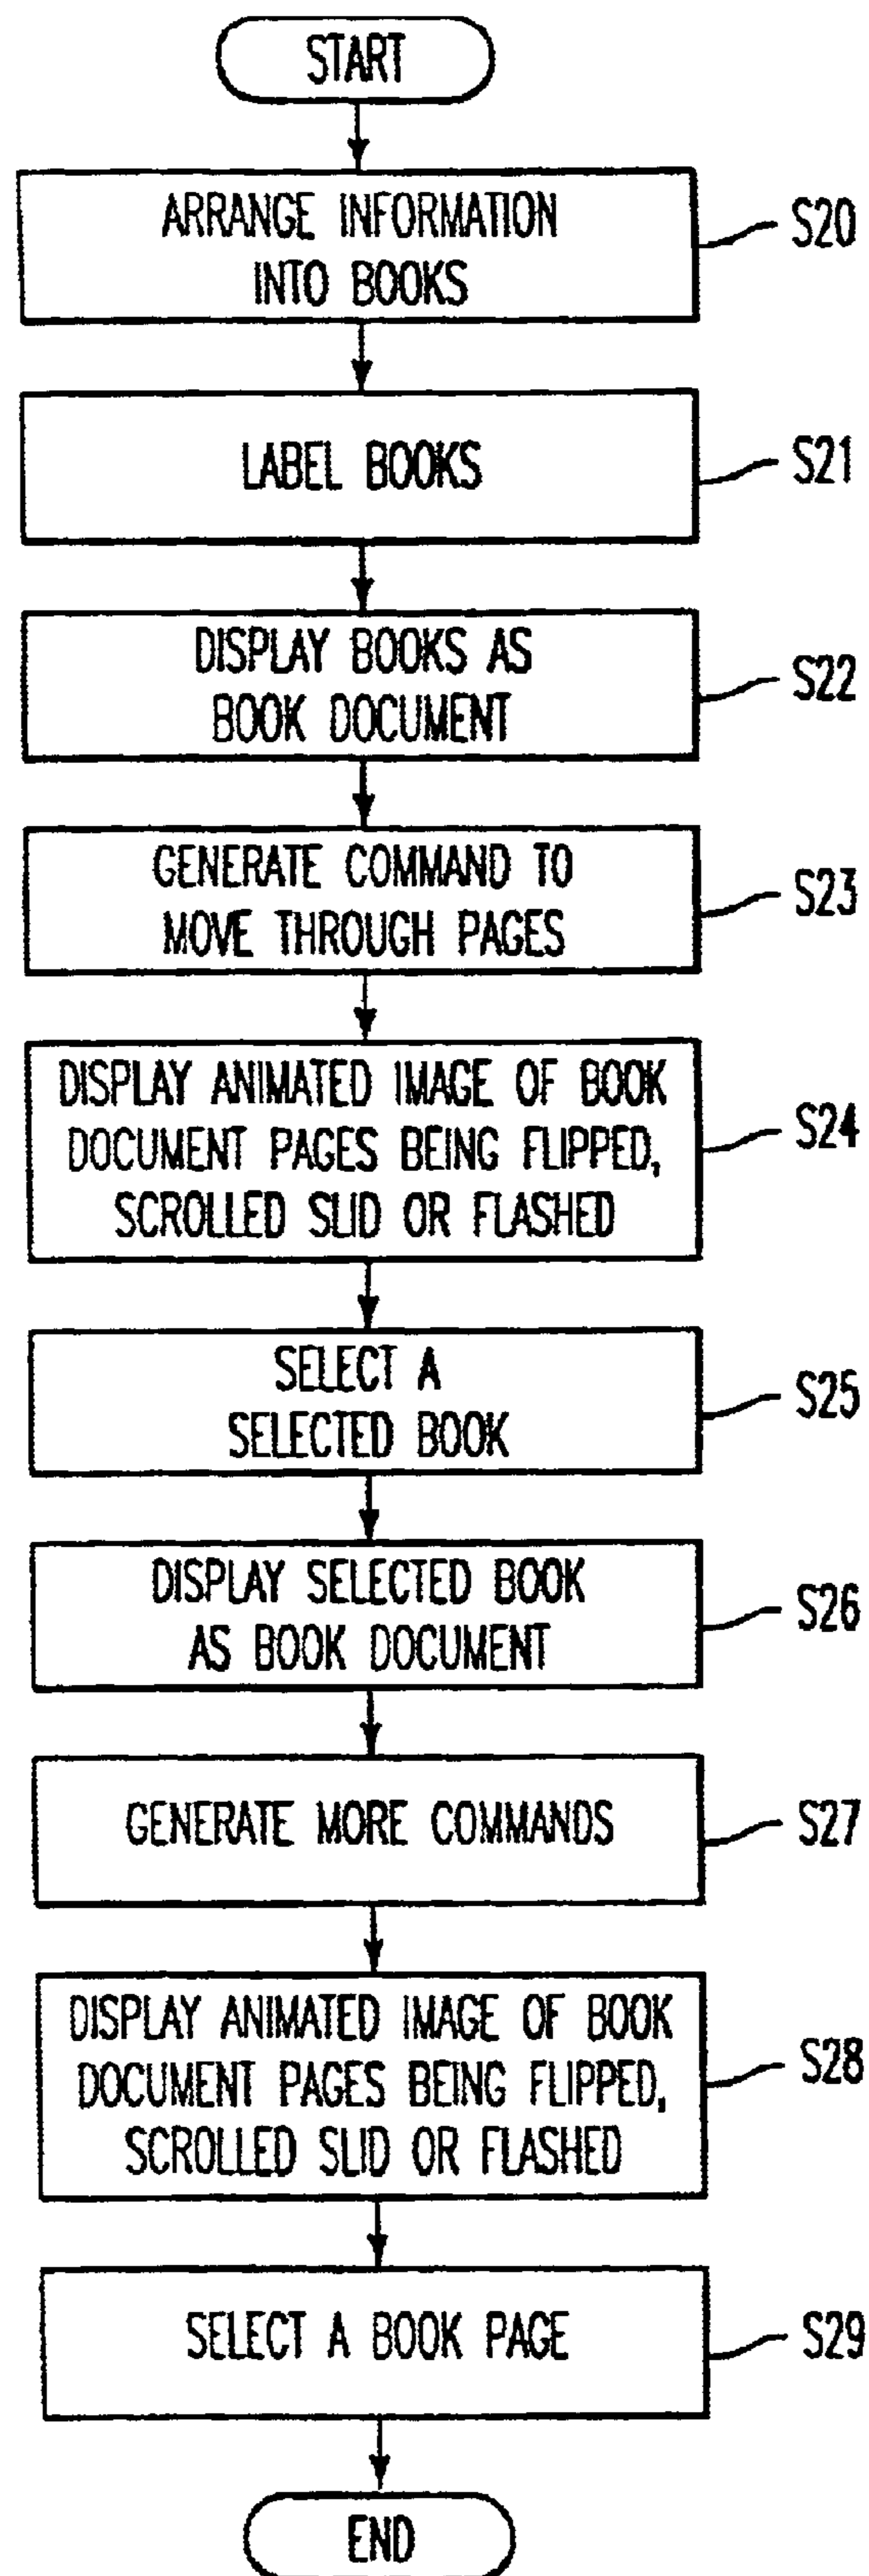 START
ARRANGE INFORMATION
INTO BOOKS
S20
LABEL BOOKS
S21
DISPLAY BOOKS AS
BOOK DOCUMENT
S22
GENERATE COMMAND TO
MOVE THROUGH PAGES
S23
DISPLAY ANIMATED IMAGE OF BOOK
DOCUMENT PAGES BEING FLIPPED,
SCROLLED SLID OR FLASHED
S24
SELECT A
SELECTED BOOK
S25
DISPLAY SELECTED BOOK
AS BOOK DOCUMENT
S26
GENERATE MORE COMMANDS
S27
DISPLAY ANIMATED IMAGE OF BOOK
DOCUMENT PAGES BEING FLIPPED,
SCROLLED SLID OR FLASHED
S28
SELECT A BOOK PAGE
S29
END